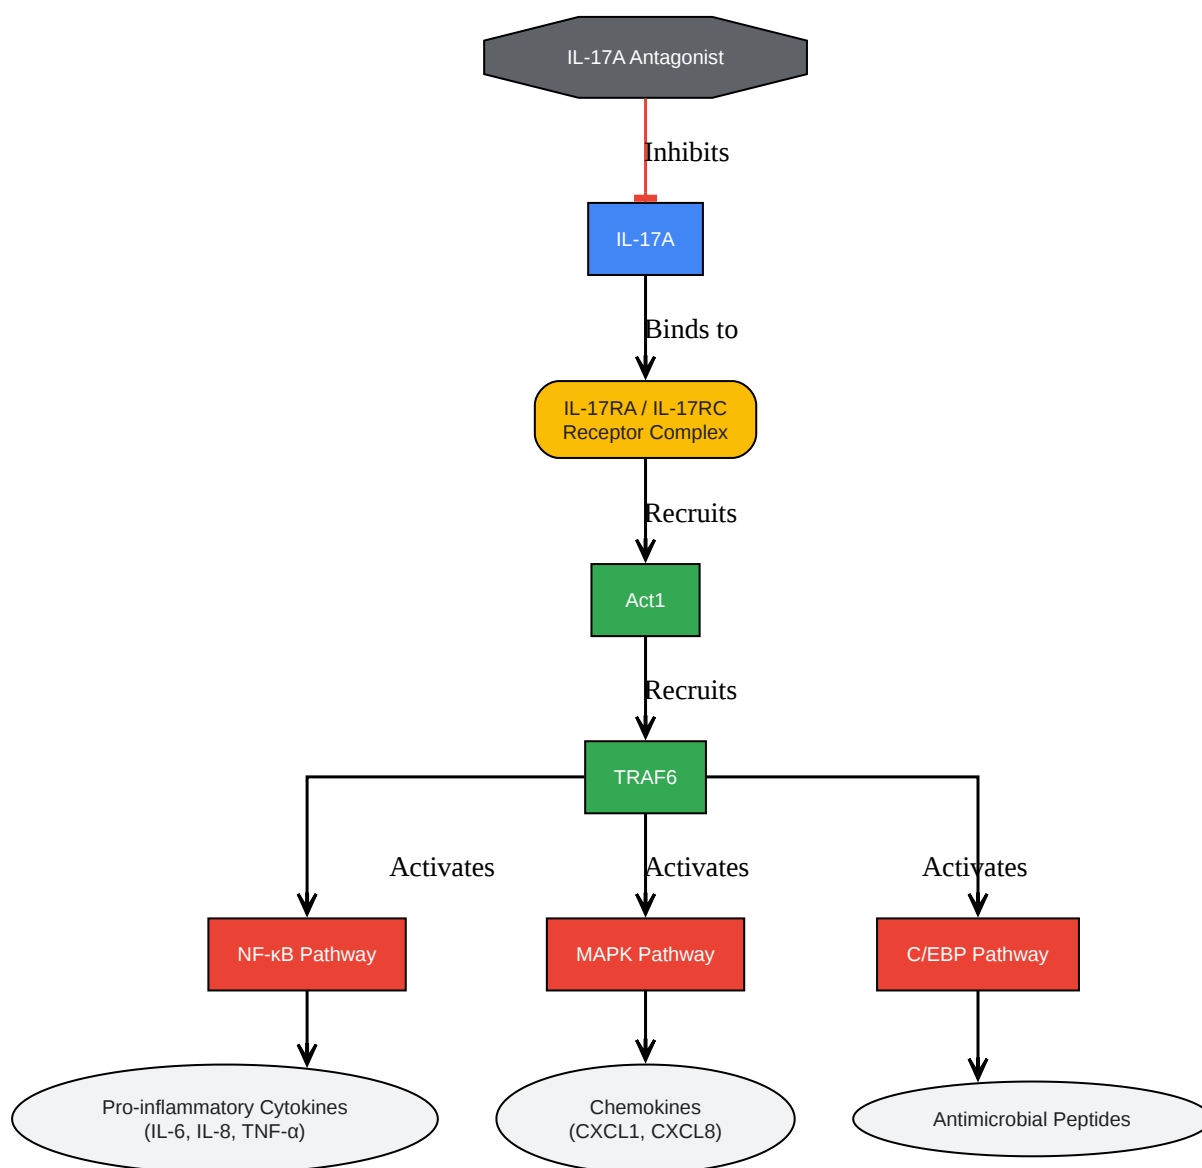 IL-17A Antagonist
Inhibits
IL-17A
Binds to
IL-17RA / IL-17RC
Receptor Complex
Recruits
Act1
Recruits
TRAF6
Activates
Activates
Activates
NF-κB Pathway
MAPK Pathway
C/EBP Pathway
Pro-inflammatory Cytokines
(IL-6, IL-8, TNF-α)
Chemokines
(CXCL1, CXCL8)
Antimicrobial Peptides